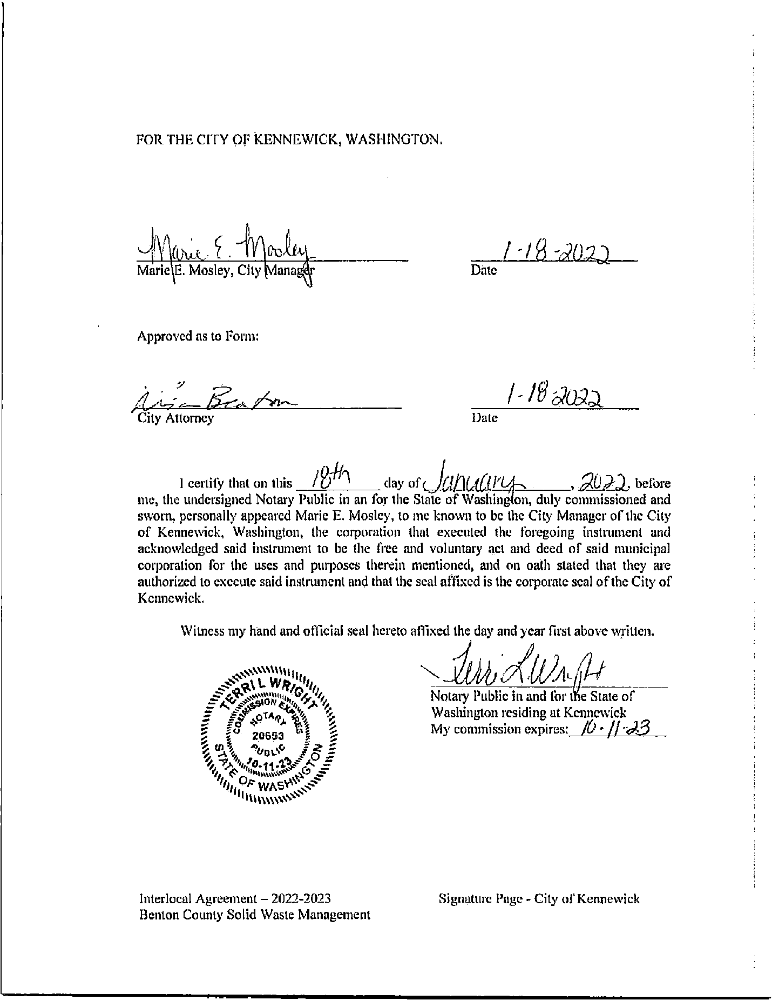 FOR THE CITY OF KENNEWICK, WASHINGTON.
Marie E. Mosley 1-18-2022
Marie E. Mosley, City Manager Date
Approved as to Form:
Beaton 1-18 2022
City Attorney Date
I certify that on this 18th day of January, 2022, before
me, the undersigned Notary Public in an for the State of Washington, duly commissioned and
sworn, personally appeared Marie E. Mosley, to me known to be the City Manager of the City
of Kennewick, Washington, the corporation that executed the foregoing instrument and
acknowledged said instrument to be the free and voluntary act and deed of said municipal
corporation for the uses and purposes therein mentioned, and on oath stated that they are
authorized to execute said instrument and that the seal affixed is the corporate seal of the City of
Kennewick.
Witness my hand and official seal hereto affixed the day and year first above written.
Terri L Wright
Notary Public in and for the State of
Washington residing at Kennewick
My commission expires: 10-11-23
TERRI L WRIGHT
COMMISSION EXPIRES
NOTARY
20693
PUBLIC
10-11-23
STATE OF WASHINGTON
Interlocal Agreement – 2022-2023 Signature Page - City of Kennewick
Benton County Solid Waste Management